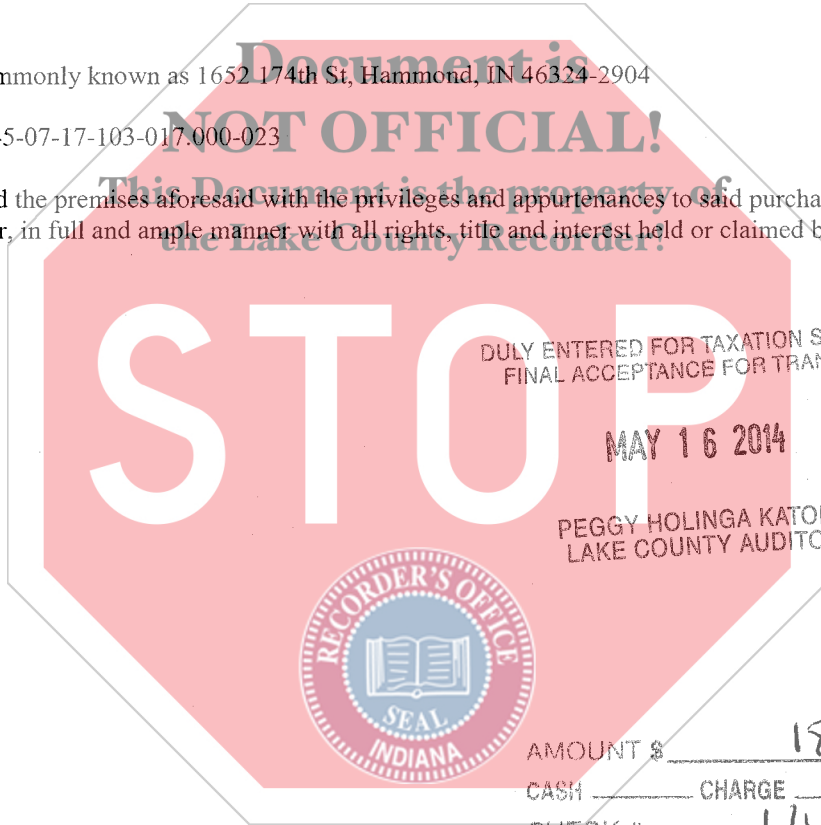 Document is
mmonly known as 1652 174th St, Hammond, IN 46324-2904
NOT OFFICIAL!
5-07-17-103-017.000-023
This Document is the property of
d the premises aforesaid with the privileges and appurtenances to said purcha
the Lake County Recorder!
r, in full and ample manner with all rights, title and interest held or claimed b
STOP
DULY ENTERED FOR TAXATION S
FINAL ACCEPTANCE FOR TRAN
MAY 16 2014
PEGGY HOLINGA KATO
LAKE COUNTY AUDITO
RECORDER'S OFFICE
SEAL
INDIANA
AMOUNT $ 18
CASH CHARGE